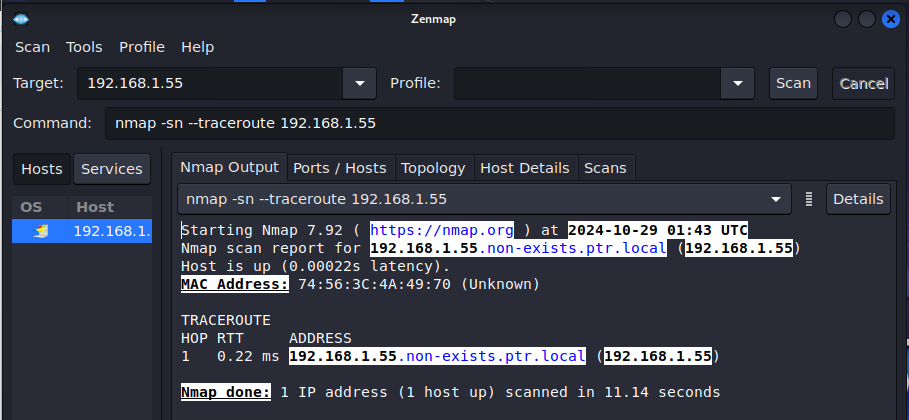 Zenmap
Scan Tools Profile Help
Target: 192.168.1.55 Profile: Scan Cancel
Command: nmap -sn --traceroute 192.168.1.55
Hosts Services
Nmap Output Ports / Hosts Topology Host Details Scans
OS Host
nmap -sn --traceroute 192.168.1.55 Details
192.168.1.
Starting Nmap 7.92 ( https://nmap.org ) at 2024-10-29 01:43 UTC
Nmap scan report for 192.168.1.55.non-exists.ptr.local (192.168.1.55)
Host is up (0.00022s latency).
MAC Address: 74:56:3C:4A:49:70 (Unknown)
TRACEROUTE
HOP RTT ADDRESS
1 0.22 ms 192.168.1.55.non-exists.ptr.local (192.168.1.55)
Nmap done: 1 IP address (1 host up) scanned in 11.14 seconds